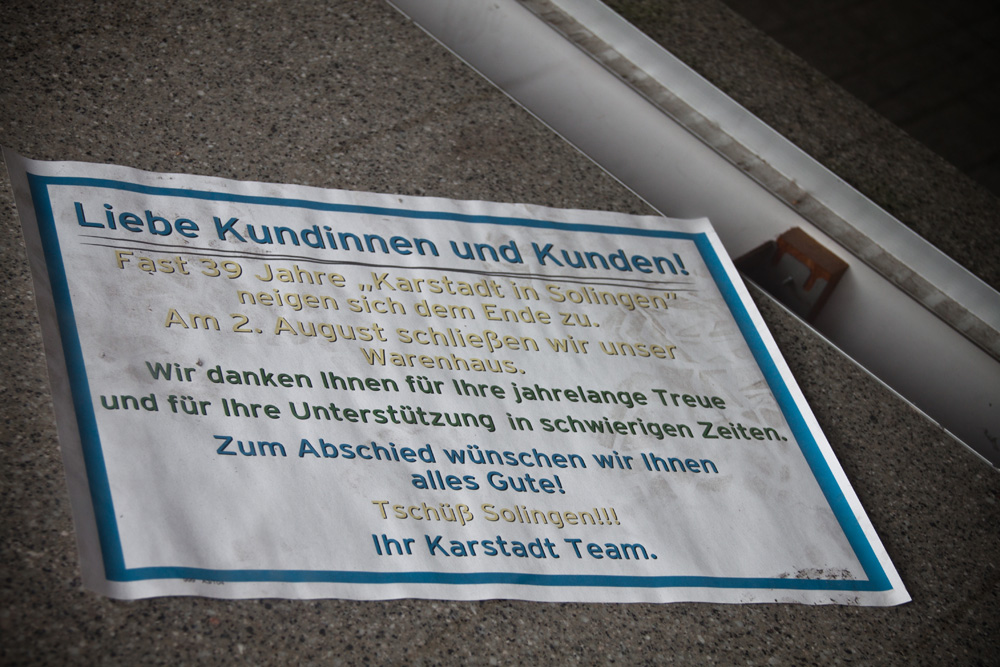 Liebe Kundinnen und Kunden!
Fast 39 Jahre „Karstadt in Solingen"
neigen sich dem Ende zu.
Am 2. August schließen wir unser
Warenhaus.
Wir danken Ihnen für Ihre jahrelange Treue
und für Ihre Unterstützung in schwierigen Zeiten.
Zum Abschied wünschen wir Ihnen
alles Gute!
Tschüß Solingen!!!
Ihr Karstadt Team.